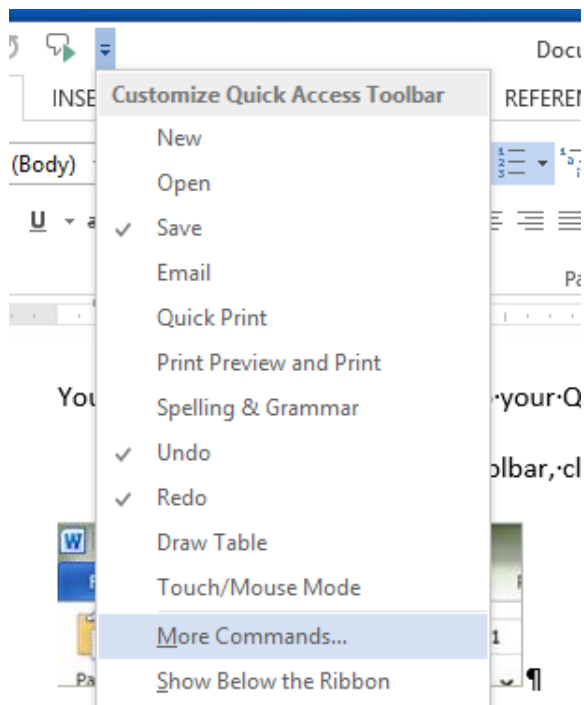 Docu
INSE
Customize Quick Access Toolbar
REFEREN
New
(Body)
Open
U
Save
Email
Pa
Quick Print
Print Preview and Print
You
·your·Q
Spelling & Grammar
Undo
olbar,·cl
Redo
W
Draw Table
Touch/Mouse Mode
More Commands...
1
Pa
Show Below the Ribbon
¶